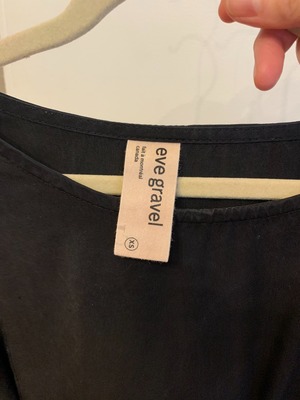 eve gravel
fait à montréal
canada
XS